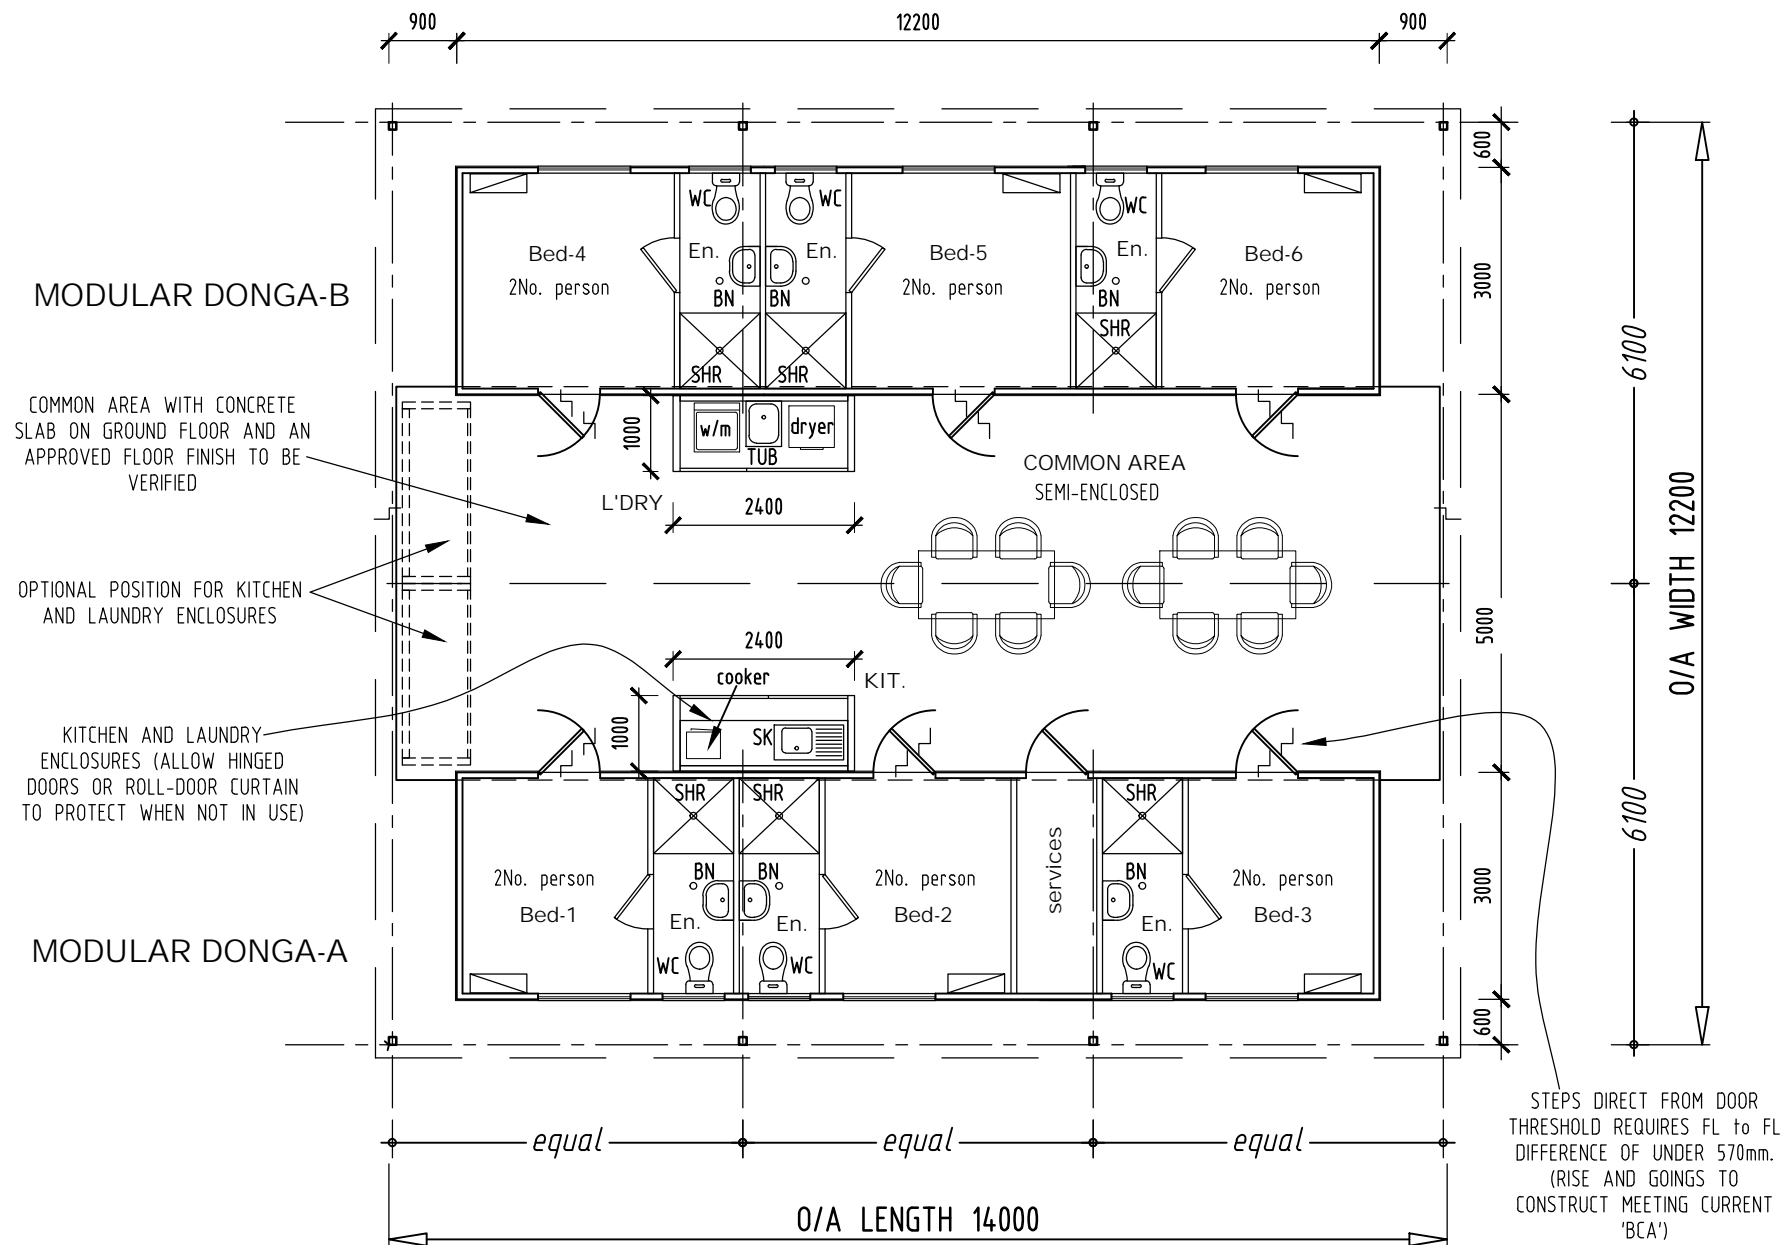 900
12200
900
600
WC
WC
WC
Bed-4
En.
En.
Bed-5
En.
Bed-6
2No. person
2No. person
2No. person
MODULAR DONGA-B
BN
BN
BN
3000
SHR
SHR
SHR
6100
COMMON AREA WITH CONCRETE
SLAB ON GROUND FLOOR AND AN
APPROVED FLOOR FINISH TO BE
VERIFIED
1000
w/m
dryer
TUB
COMMON AREA
SEMI-ENCLOSED
L'DRY
2400
O/A WIDTH 12200
OPTIONAL POSITION FOR KITCHEN
AND LAUNDRY ENCLOSURES
5000
2400
cooker
KIT.
KITCHEN AND LAUNDRY
ENCLOSURES (ALLOW HINGED
DOORS OR ROLL-DOOR CURTAIN
TO PROTECT WHEN NOT IN USE)
1000
SK
SHR
SHR
SHR
6100
BN
BN
BN
2No. person
2No. person
services
2No. person
3000
Bed-1
En.
En.
Bed-2
En.
Bed-3
MODULAR DONGA-A
WC
WC
WC
600
equal
equal
equal
STEPS DIRECT FROM DOOR
THRESHOLD REQUIRES FL to FL
DIFFERENCE OF UNDER 570mm.
(RISE AND GOINGS TO
CONSTRUCT MEETING CURRENT
'BCA')
O/A LENGTH 14000